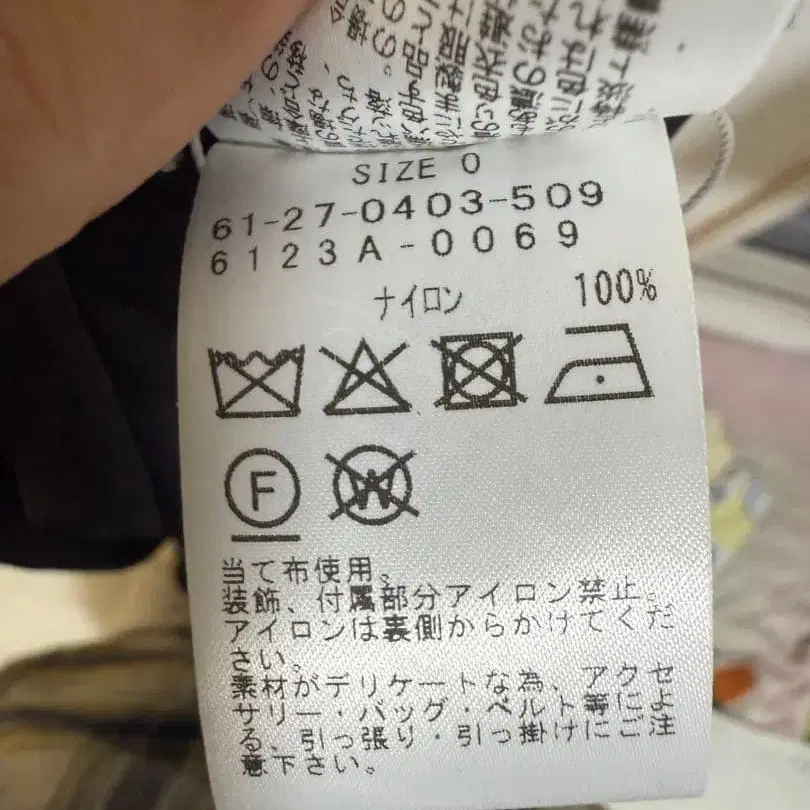 SIZE 0
61-27-0403-509
6123A-0069
ナイロン 100%
F
W
当て布使用。
装飾、付属部分アイロン禁止。
アイロンは裏側からかけてくだ
さい。
素材がデリケートな為、アクセ
サリー・バッグ・ベルト等によ
る、引っ張り・引っ掛けにご注
意下さい。